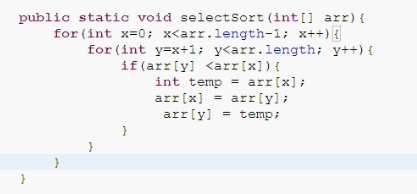 public static void selectSort(int[] arr){
for(int x=0; x<arr.length-1; x++){
for(int y=x+1; y<arr.length; y++){
if(arr[y] <arr[x]){
int temp = arr[x];
arr[x] = arr[y];
arr[y] = temp;
}
}
}
}